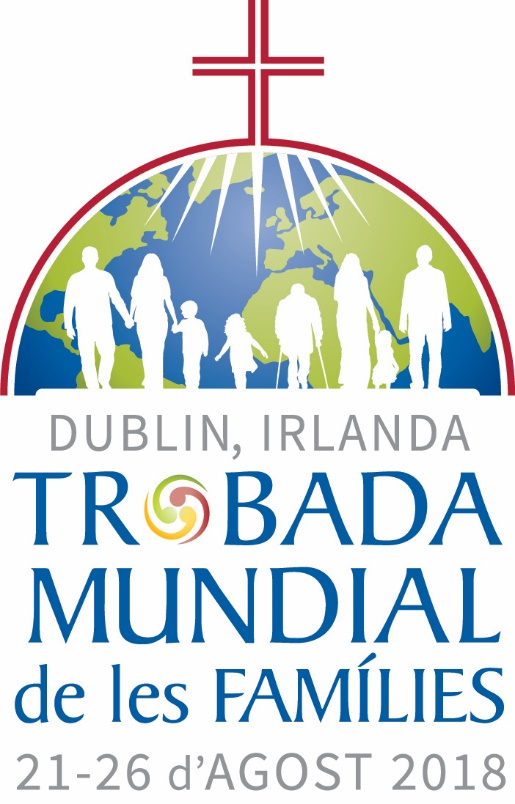 DUBLIN, IRLANDA
TROBADA
MUNDIAL
de les FAMÍLIES
21-26 d'AGOST 2018